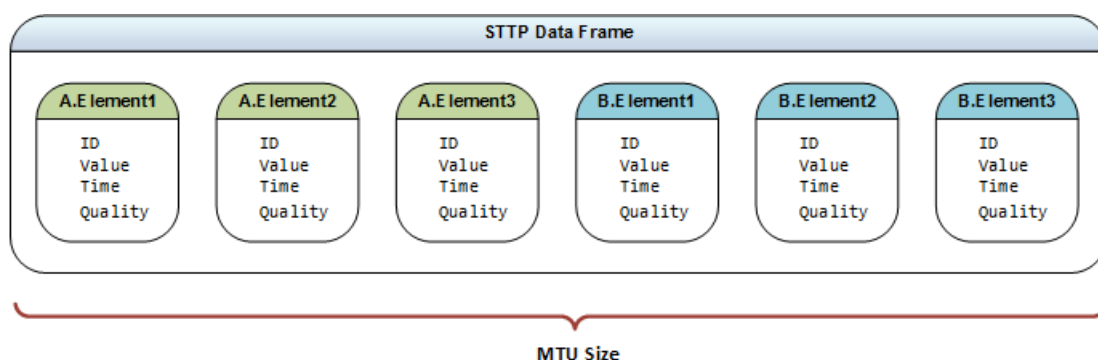 STTP Data Frame
A.Element1
ID
Value
Time
Quality
A.Element2
ID
Value
Time
Quality
A.Element3
ID
Value
Time
Quality
B.Element1
ID
Value
Time
Quality
B.Element2
ID
Value
Time
Quality
B.Element3
ID
Value
Time
Quality
MTU Size